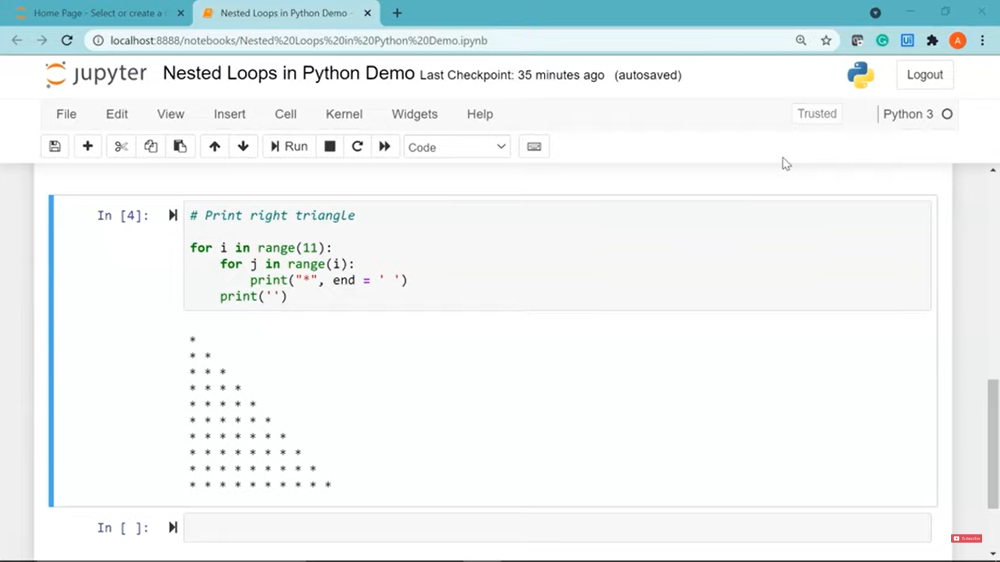 Home Page - Select or create a
Nested Loops in Python Demo -
localhost:8888/notebooks/Nested%20Loops%20in%20Python%20Demo.ipynb
A
jupyter Nested Loops in Python Demo Last Checkpoint: 35 minutes ago (autosaved)
Logout
File Edit View Insert Cell Kernel Widgets Help Trusted Python 3
Run Code
In [4]: # Print right triangle
for i in range(11):
    for j in range(i):
        print("*", end = ' ')
    print('')
*
* *
* * *
* * * *
* * * * *
* * * * * *
* * * * * * *
* * * * * * * *
* * * * * * * * *
* * * * * * * * * *
In [ ]:
Subscribe